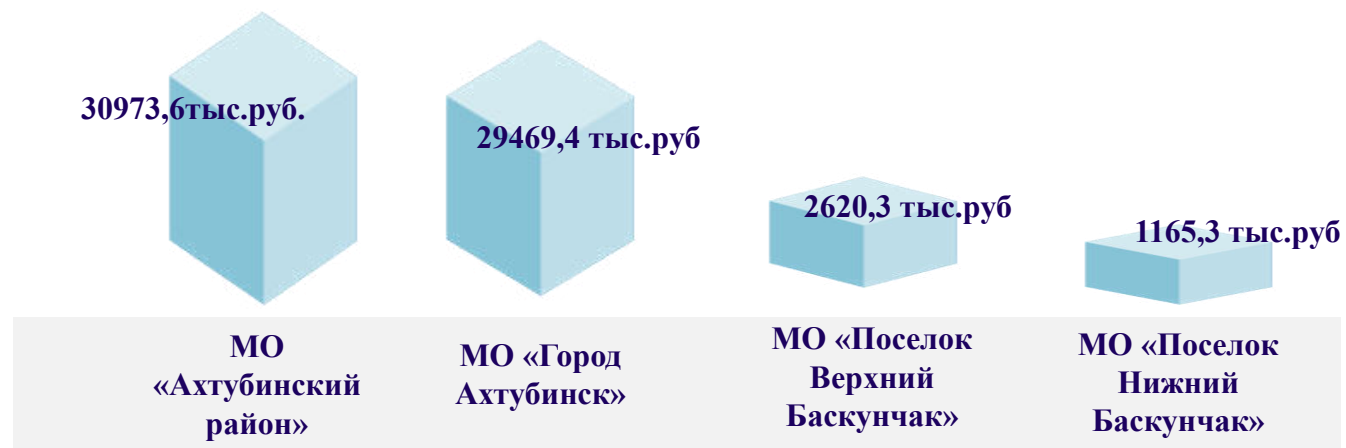 30973,6тыс.руб.
29469,4 тыс.руб
2620,3 тыс.руб
1165,3 тыс.руб
МО
«Ахтубинский
район»
МО «Город
Ахтубинск»
МО «Поселок
Верхний
Баскунчак»
МО «Поселок
Нижний
Баскунчак»